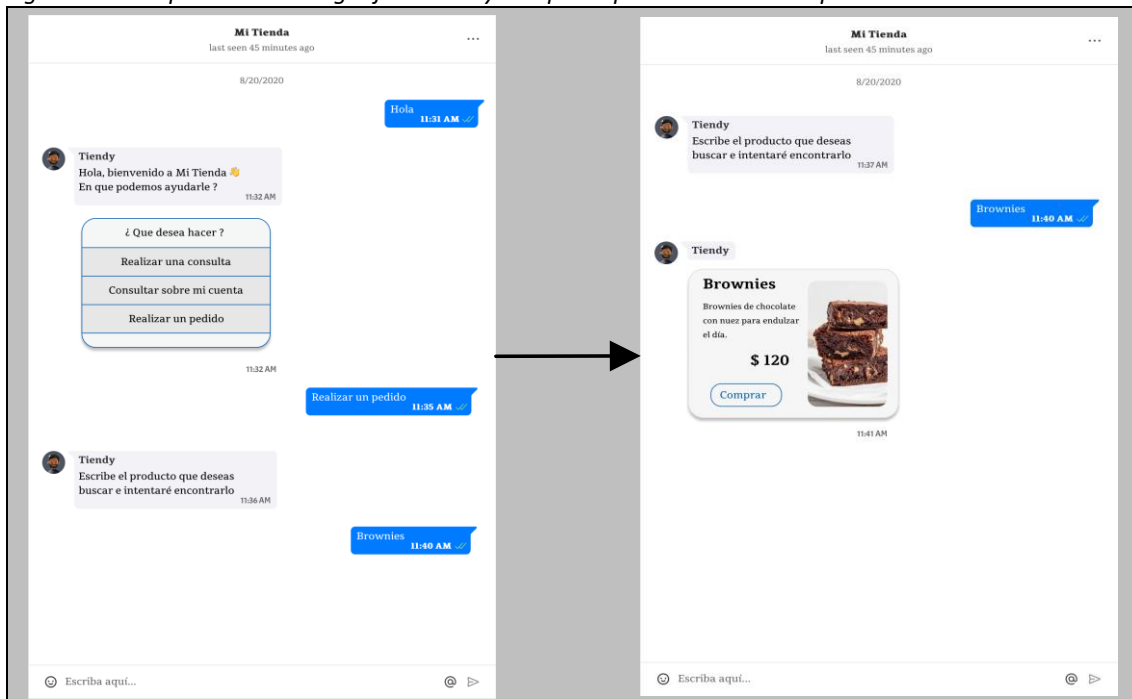 Mi Tienda
last seen 45 minutes ago
...
8/20/2020
Hola
11:31 AM
Tiendy
Hola, bienvenido a Mi Tienda 👋
En que podemos ayudarle ?
11:32 AM
¿ Que desea hacer ?
Realizar una consulta
Consultar sobre mi cuenta
Realizar un pedido
11:32 AM
Realizar un pedido
11:35 AM
Tiendy
Escribe el producto que deseas
buscar e intentaré encontrarlo
11:36 AM
Brownies
11:40 AM
Escriba aquí...
@
Mi Tienda
last seen 45 minutes ago
...
8/20/2020
Tiendy
Escribe el producto que deseas
buscar e intentaré encontrarlo
11:37 AM
Brownies
11:40 AM
Tiendy
Brownies
Brownies de chocolate
con nuez para endulzar
el día.
$ 120
Comprar
11:41 AM
Escriba aquí...
@